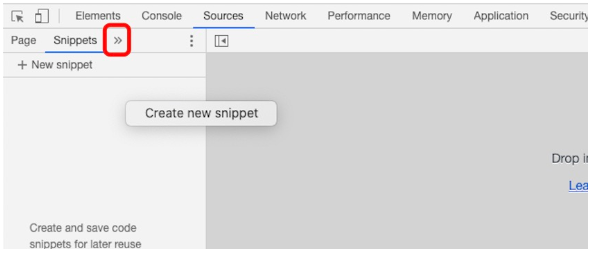 Elements Console Sources Network Performance Memory Application Security
Page Snippets »
+ New snippet
Create new snippet
Drop i
Lea
Create and save code
snippets for later reuse